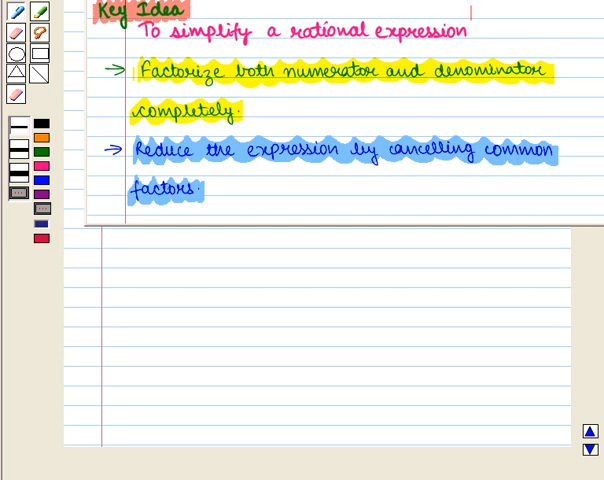 Key Idea
To simplify a rational expression
→ Factorize both numerator and denominator
completely.
→ Reduce the expression by cancelling common
factors.